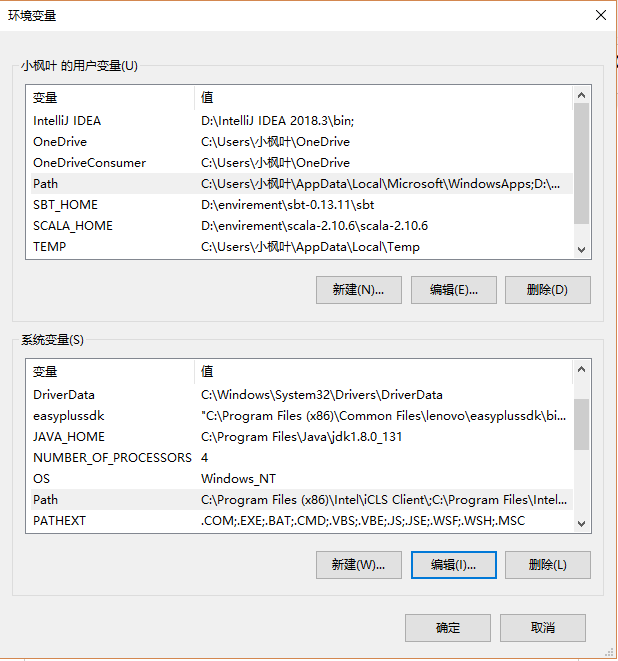 环境变量
小枫叶 的用户变量(U)
变量 值
IntelliJ IDEA D:\IntelliJ IDEA 2018.3\bin;
OneDrive C:\Users\小枫叶\OneDrive
OneDriveConsumer C:\Users\小枫叶\OneDrive
Path C:\Users\小枫叶\AppData\Local\Microsoft\WindowsApps;D:\...
SBT_HOME D:\envirement\sbt-0.13.11\sbt
SCALA_HOME D:\envirement\scala-2.10.6\scala-2.10.6
TEMP C:\Users\小枫叶\AppData\Local\Temp
新建(N)... 编辑(E)... 删除(D)
系统变量(S)
变量 值
DriverData C:\Windows\System32\Drivers\DriverData
easyplussdk "C:\Program Files (x86)\Common Files\lenovo\easyplussdk\bi...
JAVA_HOME C:\Program Files\Java\jdk1.8.0_131
NUMBER_OF_PROCESSORS 4
OS Windows_NT
Path C:\Program Files (x86)\Intel\iCLS Client\;C:\Program Files\Intel...
PATHEXT .COM;.EXE;.BAT;.CMD;.VBS;.VBE;.JS;.JSE;.WSF;.WSH;.MSC
新建(W)... 编辑(I)... 删除(L)
确定 取消